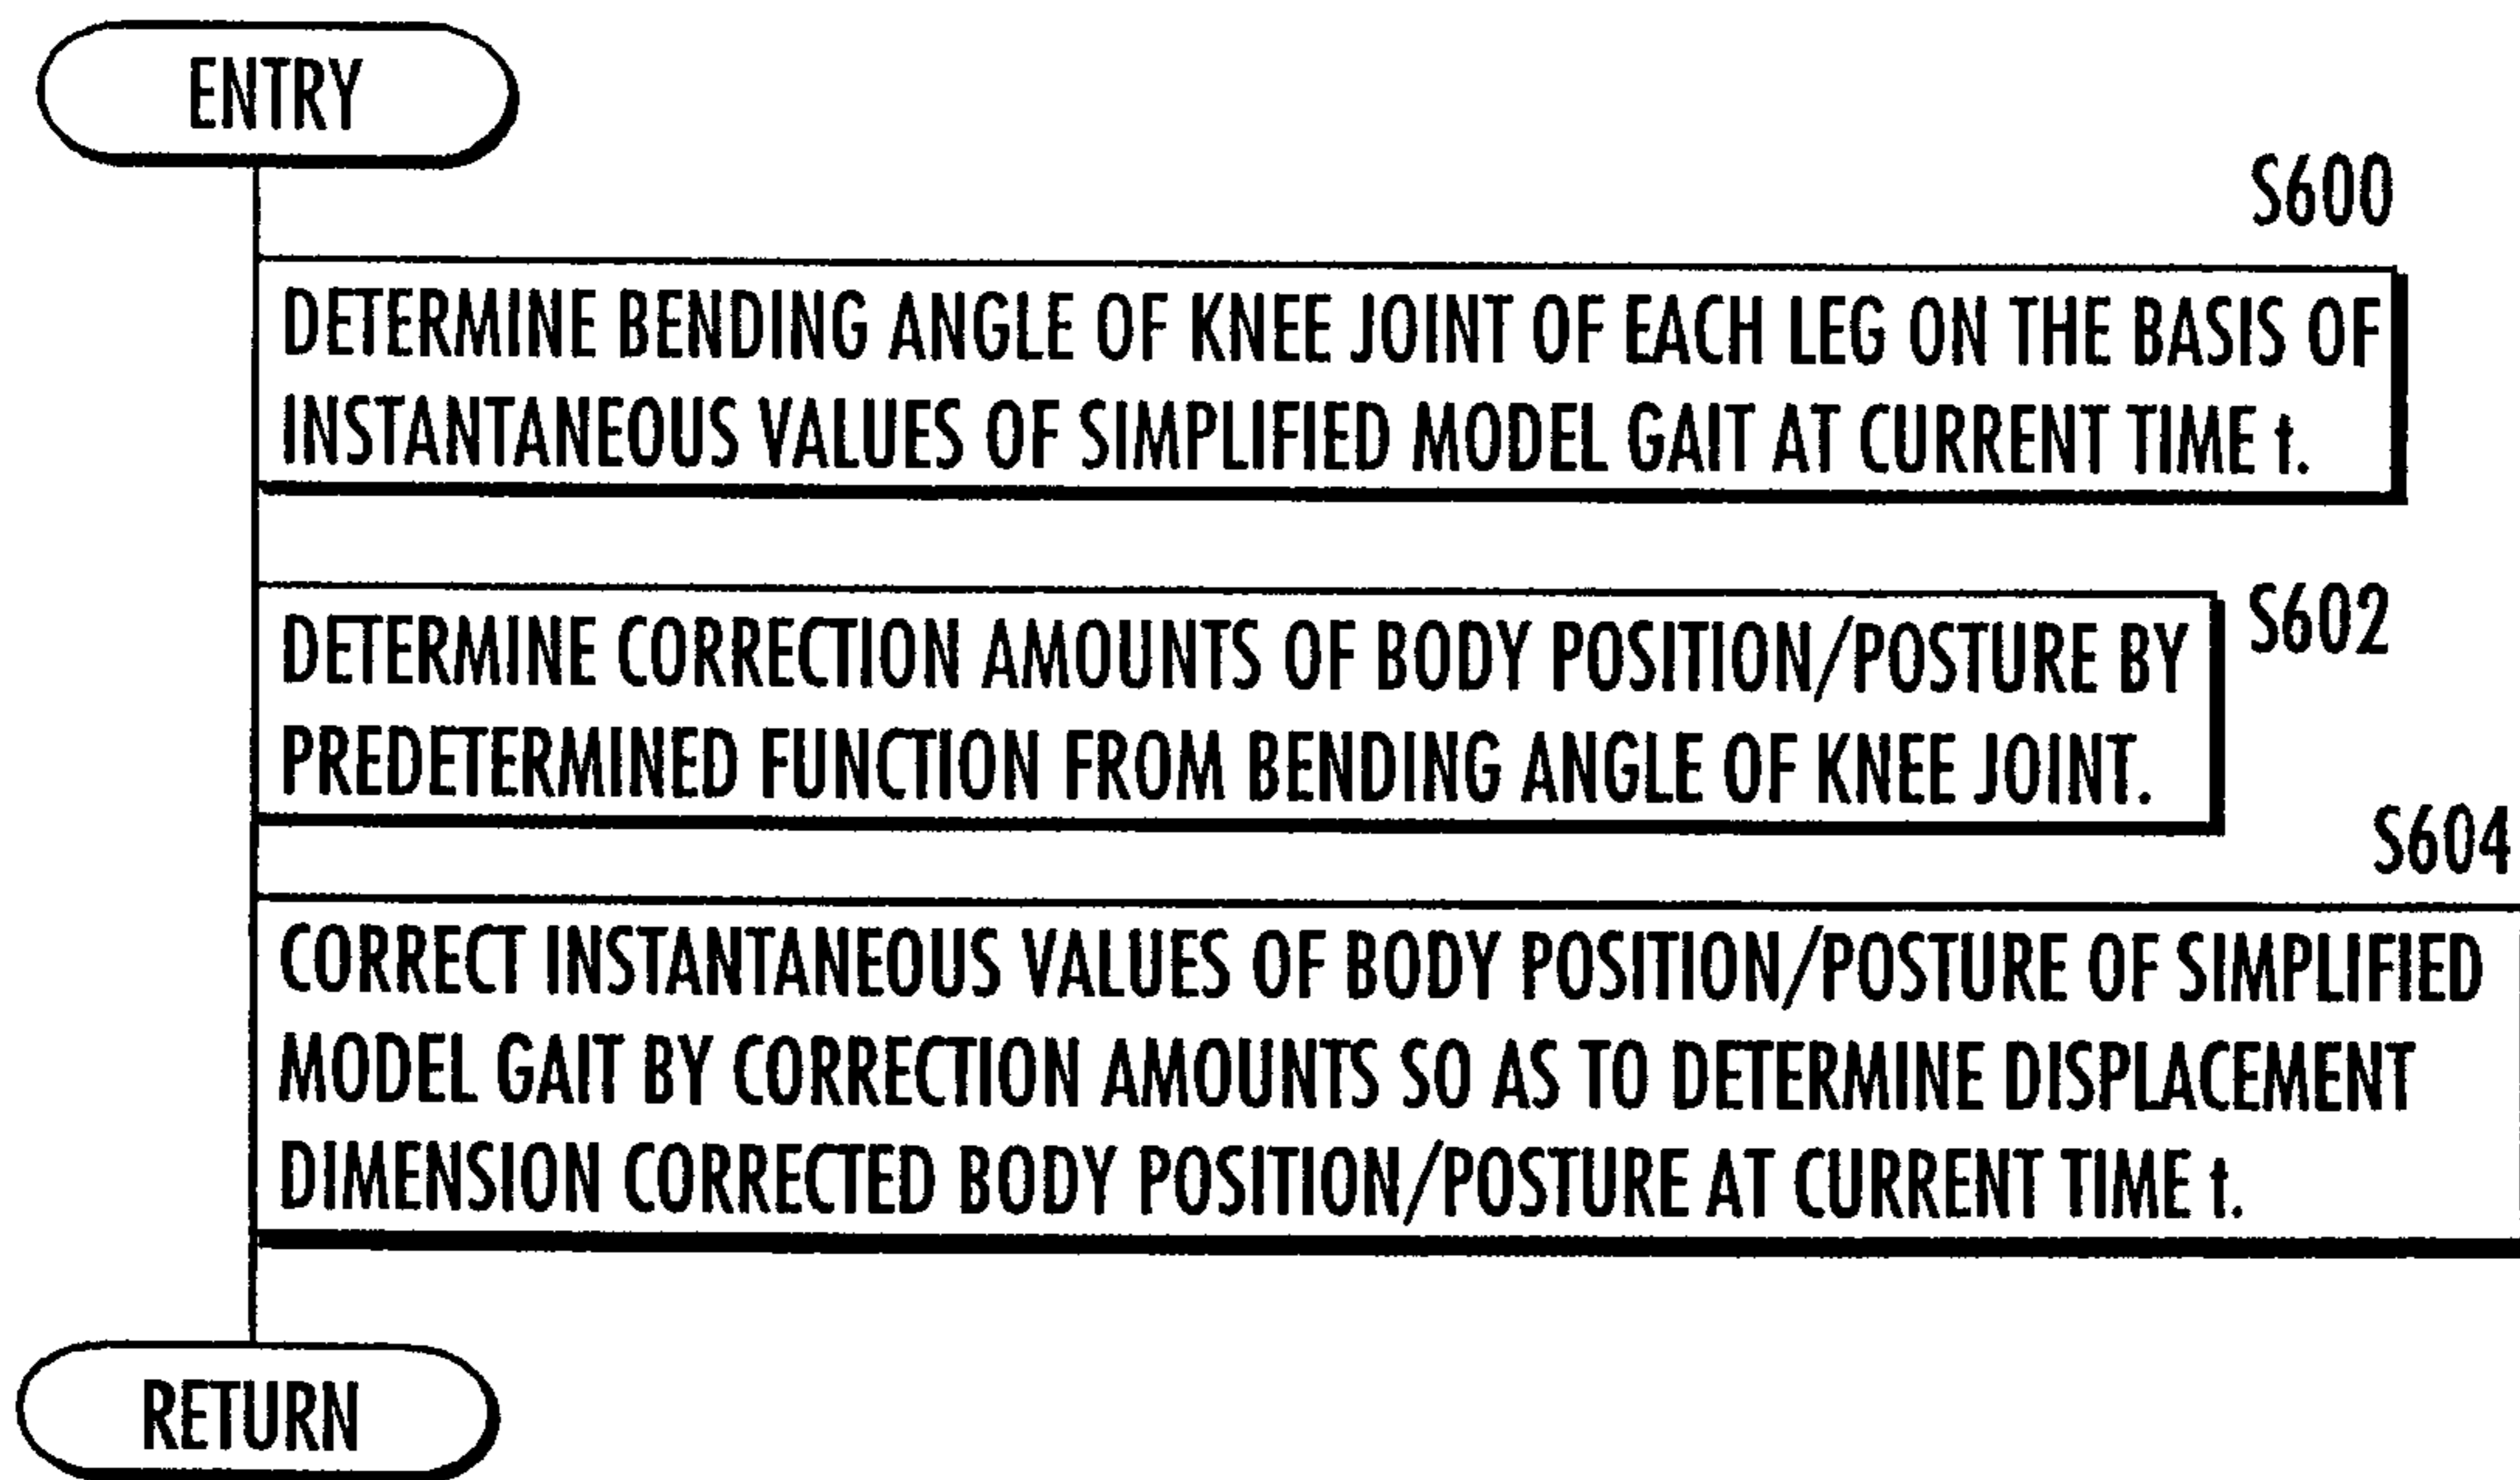 ENTRY
S600
DETERMINE BENDING ANGLE OF KNEE JOINT OF EACH LEG ON THE BASIS OF
INSTANTANEOUS VALUES OF SIMPLIFIED MODEL GAIT AT CURRENT TIME t.
S602
DETERMINE CORRECTION AMOUNTS OF BODY POSITION/POSTURE BY
PREDETERMINED FUNCTION FROM BENDING ANGLE OF KNEE JOINT.
S604
CORRECT INSTANTANEOUS VALUES OF BODY POSITION/POSTURE OF SIMPLIFIED
MODEL GAIT BY CORRECTION AMOUNTS SO AS TO DETERMINE DISPLACEMENT
DIMENSION CORRECTED BODY POSITION/POSTURE AT CURRENT TIME t.
RETURN